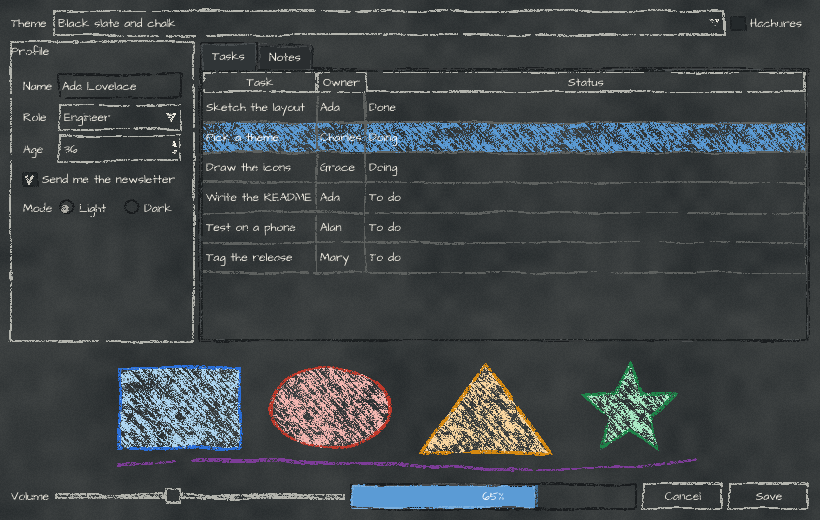 Theme Black slate and chalk Hachures
Profile
Tasks Notes
Name Ada Lovelace
Role Engineer
Age 36
Send me the newsletter
Mode Light Dark
Task Owner Status
Sketch the layout Ada Done
Pick a theme Charles Doing
Draw the icons Grace Doing
Write the README Ada To do
Test on a phone Alan To do
Tag the release Mary To do
Volume 65% Cancel Save